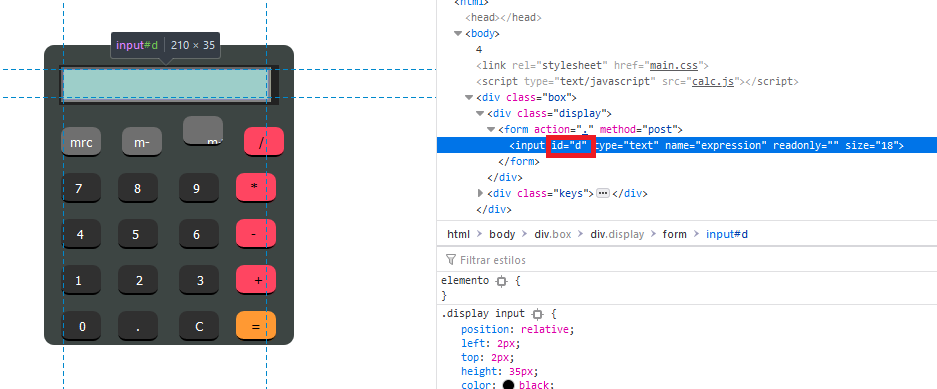 input#d | 210 × 35
mrc m- m- /
7 8 9 *
4 5 6 -
1 2 3 +
0 . C =
<html>
<head></head>
<body>
4
<link rel="stylesheet" href="main.css">
<script type="text/javascript" src="calc.js"></script>
<div class="box">
<div class="display">
<form action="." method="post">
<input id="d" type="text" name="expression" readonly="" size="18">
</form>
</div>
<div class="keys"> ••• </div>
</div>
html > body > div.box > div.display > form > input#d
Filtrar estilos
elemento {
}
.display input {
position: relative;
left: 2px;
top: 2px;
height: 35px;
color: black;